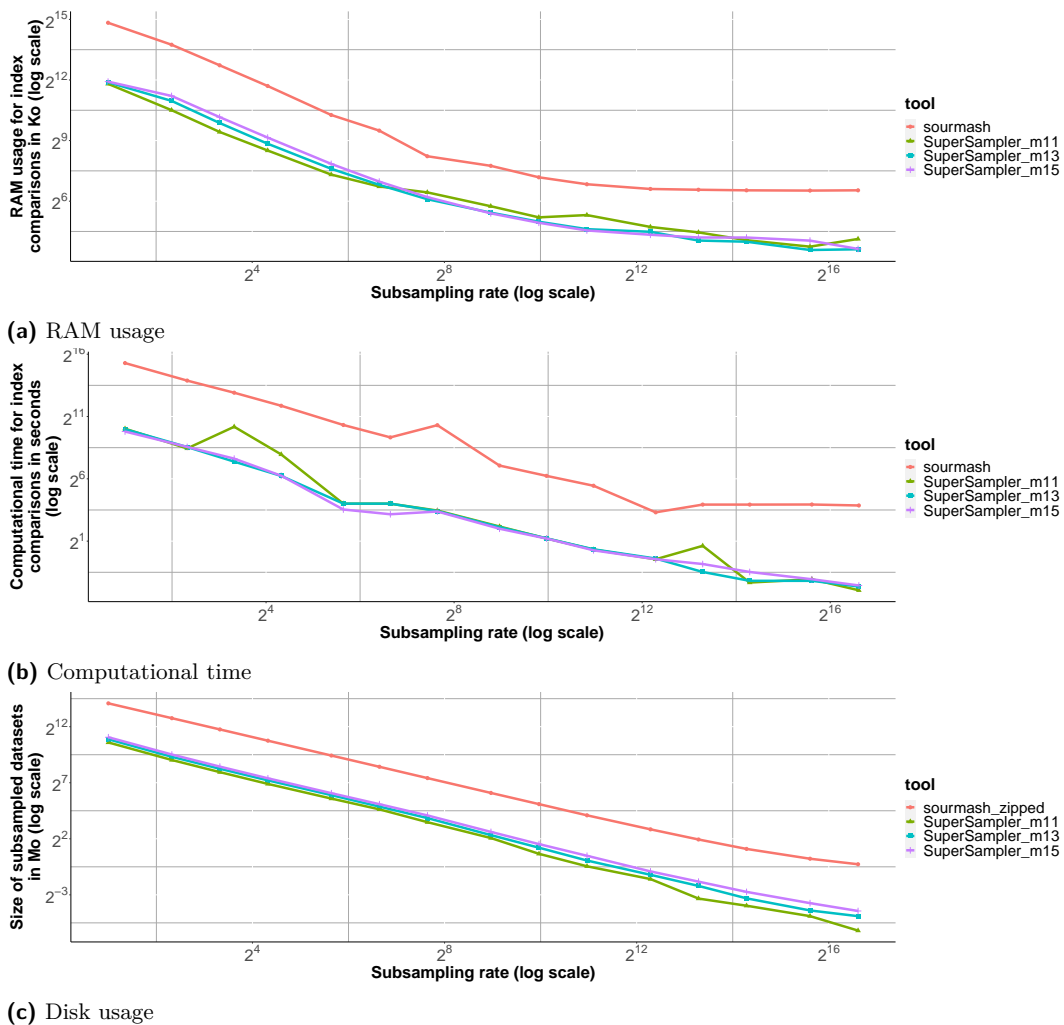 RAM usage for index
comparisons in Ko (log scale)
2^15
2^12
2^9
2^6
2^4
2^8
2^12
2^16
Subsampling rate (log scale)
tool
sourmash
SuperSampler_m11
SuperSampler_m13
SuperSampler_m15
(a) RAM usage
Computational time for index
comparisons in seconds
(log scale)
2^16
2^11
2^6
2^1
2^4
2^8
2^12
2^16
Subsampling rate (log scale)
tool
sourmash
SuperSampler_m11
SuperSampler_m13
SuperSampler_m15
(b) Computational time
Size of subsampled datasets
in Mo (log scale)
2^12
2^7
2^2
2^−3
2^4
2^8
2^12
2^16
Subsampling rate (log scale)
tool
sourmash_zipped
SuperSampler_m11
SuperSampler_m13
SuperSampler_m15
(c) Disk usage